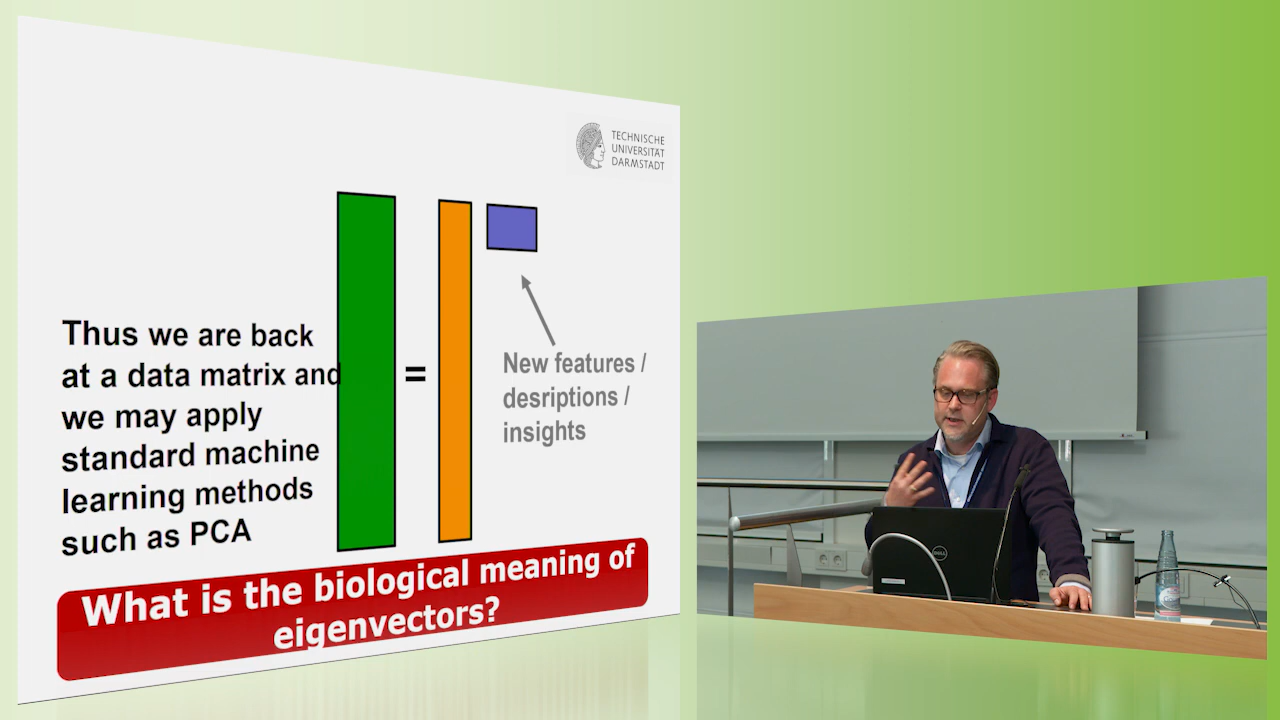 TECHNISCHE
UNIVERSITÄT
DARMSTADT
Thus we are back
at a data matrix and
we may apply
standard machine
learning methods
such as PCA
=
New features /
desriptions /
insights
What is the biological meaning of
eigenvectors?
DELL